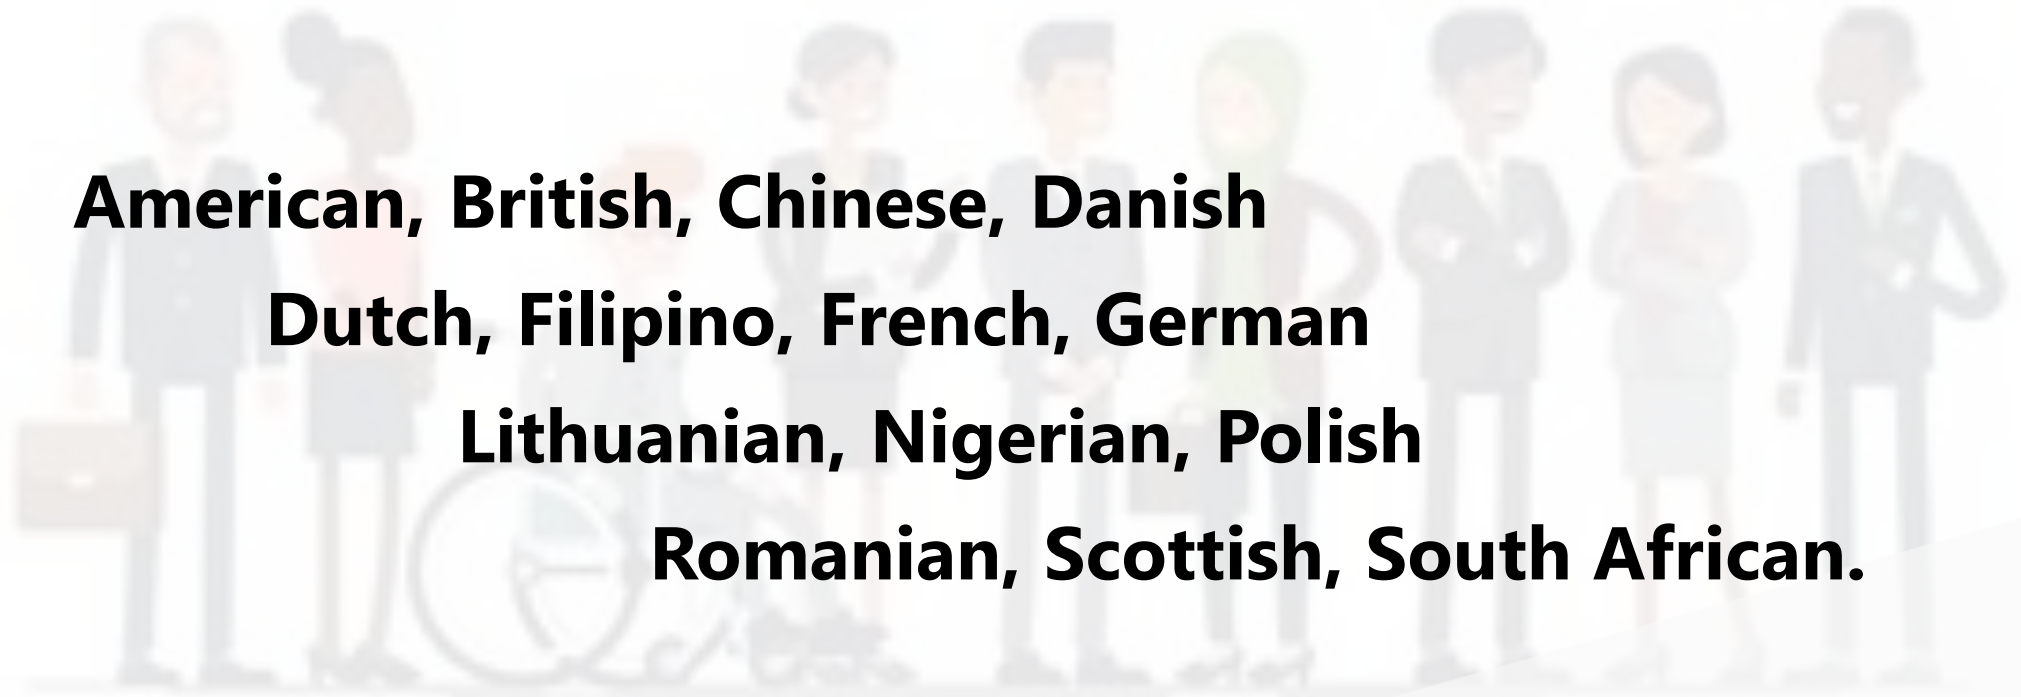 American, British, Chinese, Danish
Dutch, Filipino, French, German
Lithuanian, Nigerian, Polish
Romanian, Scottish, South African.